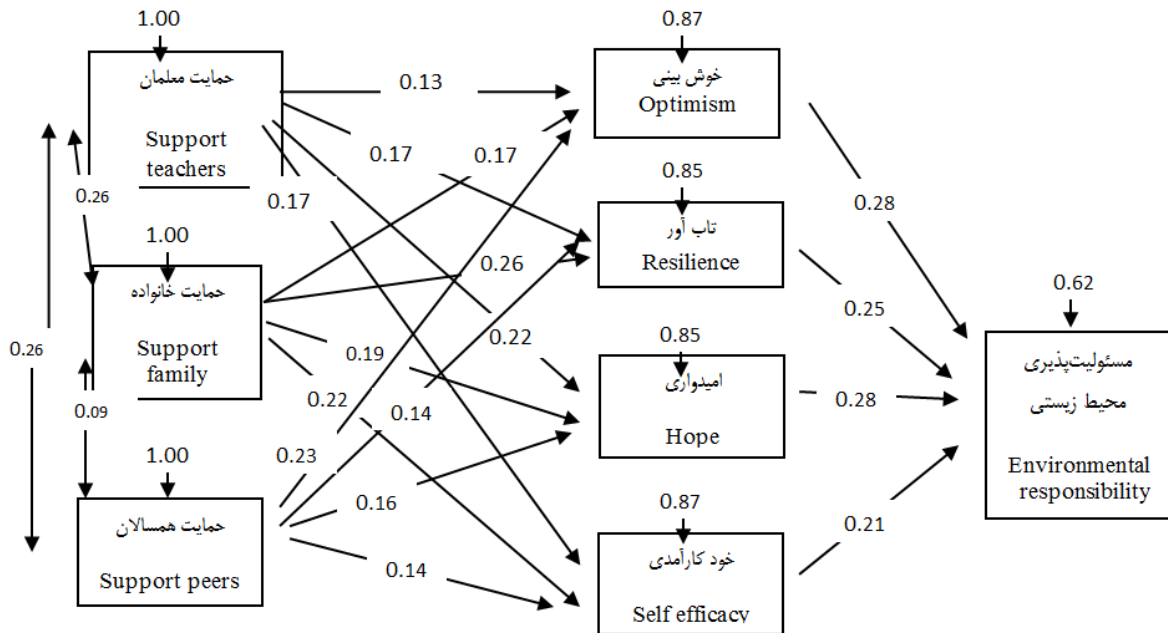 1.00
حمایت معلمان
Support
teachers
1.00
حمایت خانواده
Support
family
1.00
حمایت همسالان
Support peers
0.26
0.26
0.09
0.13
0.17
0.17
0.17
0.26
0.22
0.19
0.22
0.14
0.23
0.16
0.14
0.87
خوش بینی
Optimism
0.85
تاب آور
Resilience
0.85
امیدواری
Hope
0.87
خود کارآمدی
Self efficacy
0.28
0.25
0.28
0.21
0.62
مسئولیت‌پذیری
محیط زیستی
Environmental
responsibility